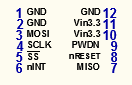 1 GND GND 12
2 GND Vin3.3 11
3 MOSI Vin3.3 10
4 SCLK PWDN 9
5 SS nRESET 8
6 nINT MISO 7